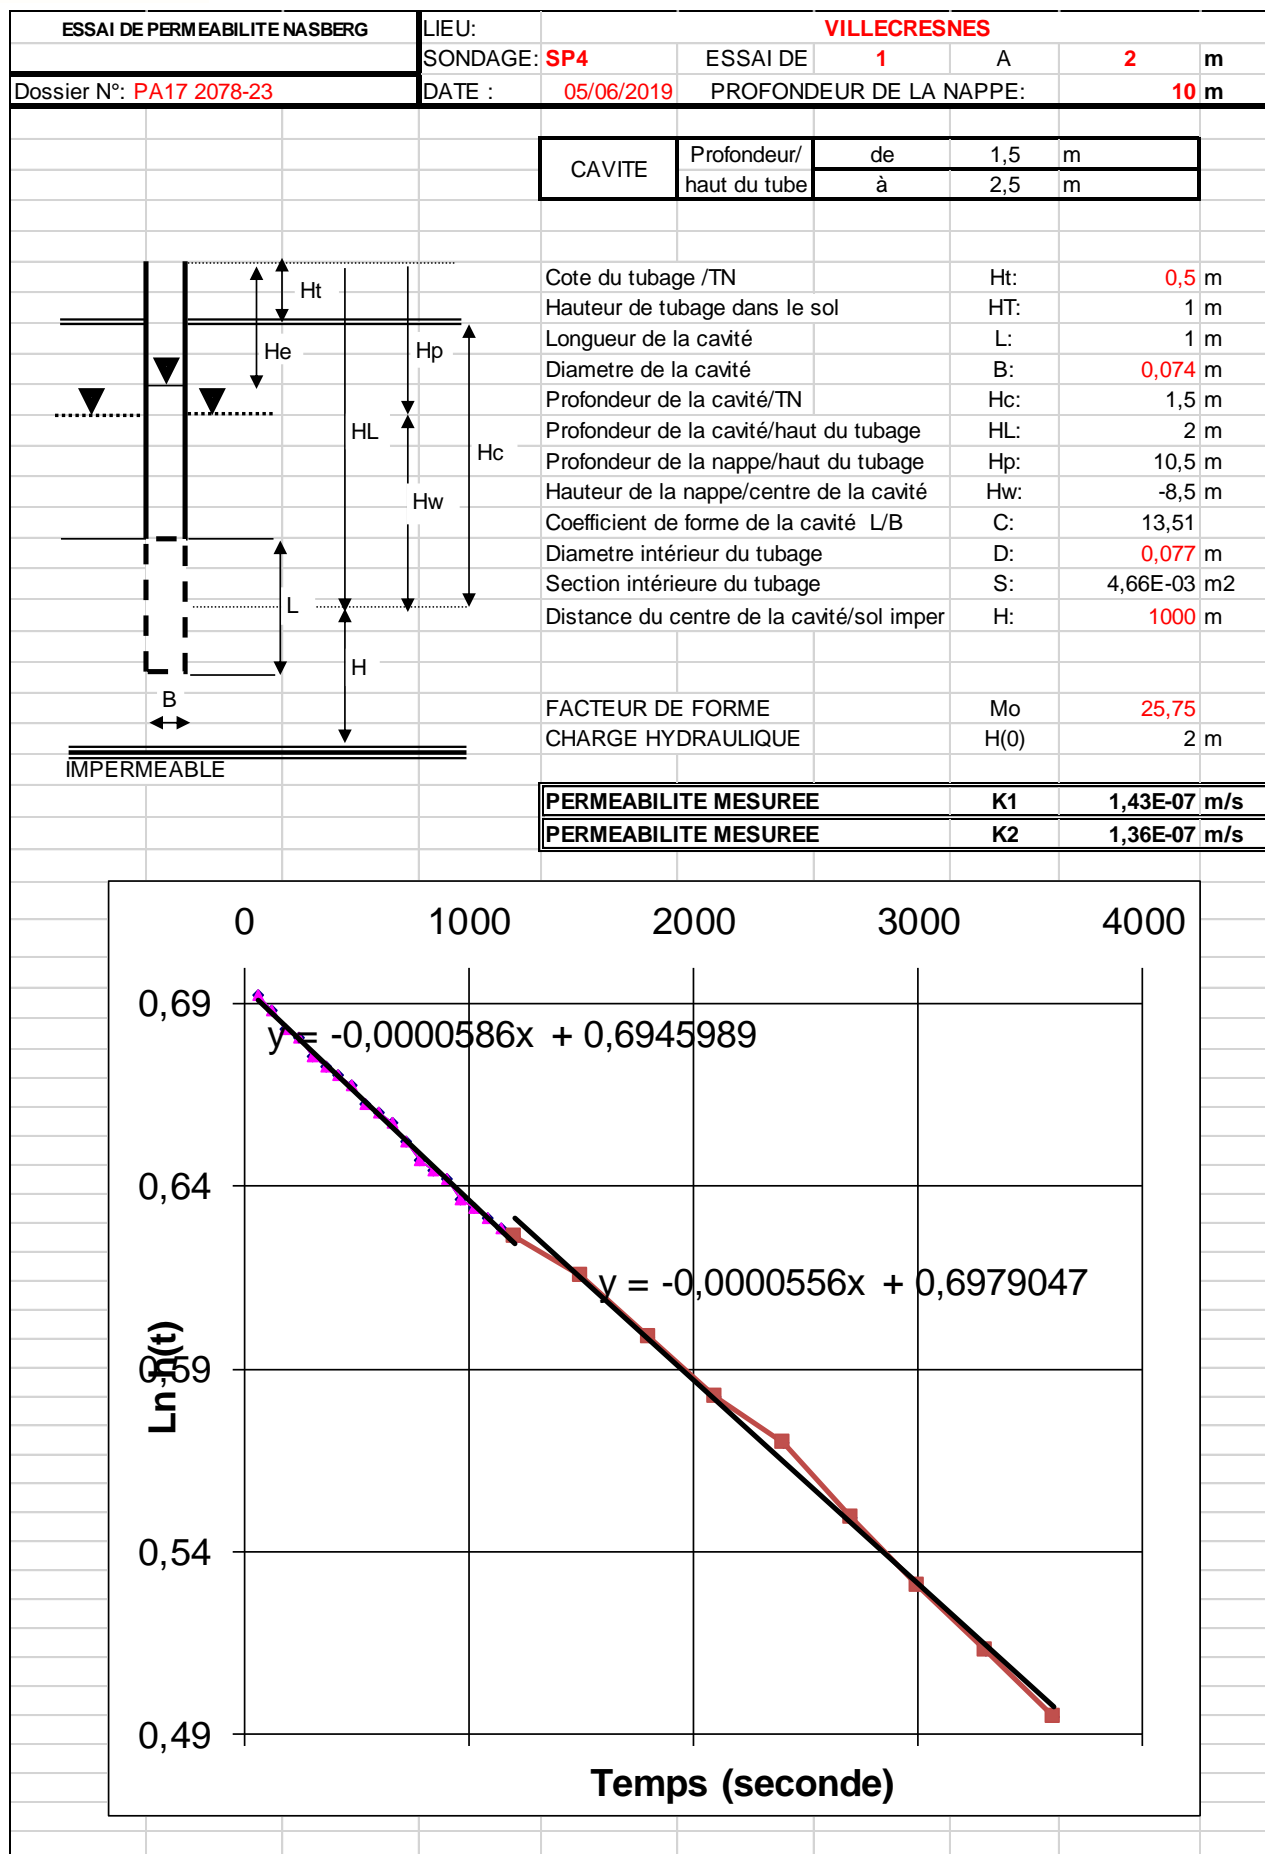 ESSAI DE PERMEABILITE NASBERG LIEU: VILLECRESNES
SONDAGE: SP4 ESSAI DE 1 A 2 m
Dossier N°: PA17 2078-23 DATE : 05/06/2019 PROFONDEUR DE LA NAPPE: 10 m
CAVITE Profondeur/ de 1,5 m
haut du tube à 2,5 m
Cote du tubage /TN Ht: 0,5 m
Hauteur de tubage dans le sol HT: 1 m
Longueur de la cavité L: 1 m
Diametre de la cavité B: 0,074 m
Profondeur de la cavité/TN Hc: 1,5 m
Profondeur de la cavité/haut du tubage HL: 2 m
Profondeur de la nappe/haut du tubage Hp: 10,5 m
Hauteur de la nappe/centre de la cavité Hw: -8,5 m
Coefficient de forme de la cavité L/B C: 13,51
Diametre intérieur du tubage D: 0,077 m
Section intérieure du tubage S: 4,66E-03 m2
Distance du centre de la cavité/sol imper H: 1000 m
Ht
He
Hp
HL
Hc
Hw
L
H
B
IMPERMEABLE
FACTEUR DE FORME Mo 25,75
CHARGE HYDRAULIQUE H(0) 2 m
PERMEABILITE MESUREE K1 1,43E-07 m/s
PERMEABILITE MESUREE K2 1,36E-07 m/s
0 1000 2000 3000 4000
0,69
y = -0,0000586x + 0,6945989
0,64
y = -0,0000556x + 0,6979047
0,59
Ln h(t)
0,54
0,49
Temps (seconde)